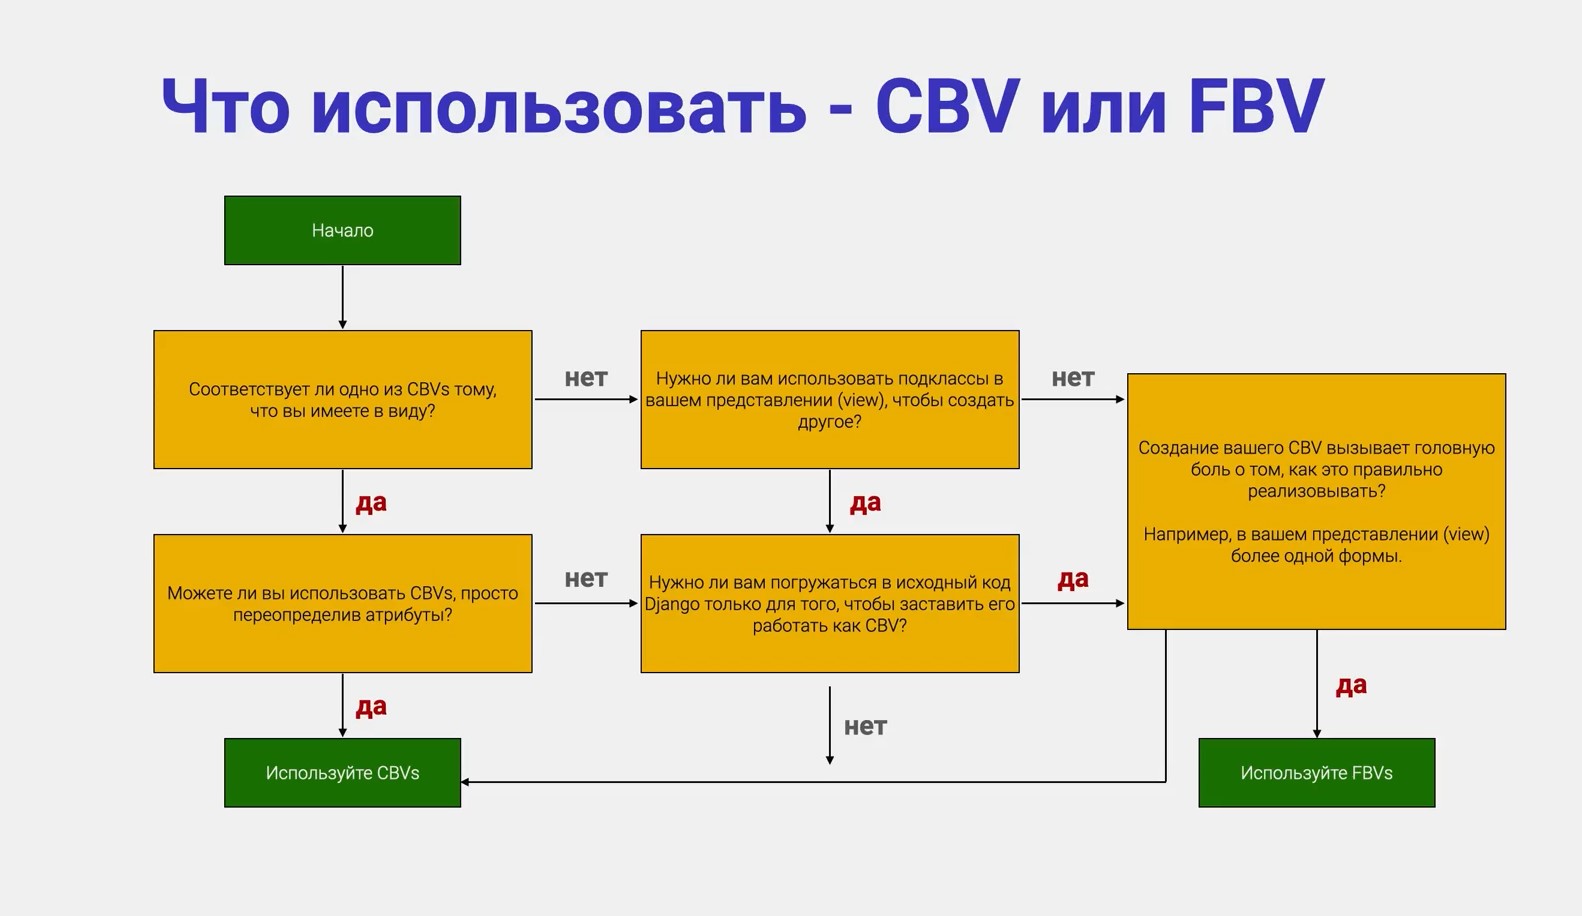 Что использовать - CBV или FBV
Начало
Соответствует ли одно из CBVs тому,
что вы имеете в виду?
нет
Нужно ли вам использовать подклассы в
вашем представлении (view), чтобы создать
другое?
нет
Создание вашего CBV вызывает головную
боль о том, как это правильно
реализовывать?
Например, в вашем представлении (view)
более одной формы.
да
да
Можете ли вы использовать CBVs, просто
переопределив атрибуты?
нет
Нужно ли вам погружаться в исходный код
Django только для того, чтобы заставить его
работать как CBV?
да
да
нет
да
Используйте CBVs
Используйте FBVs